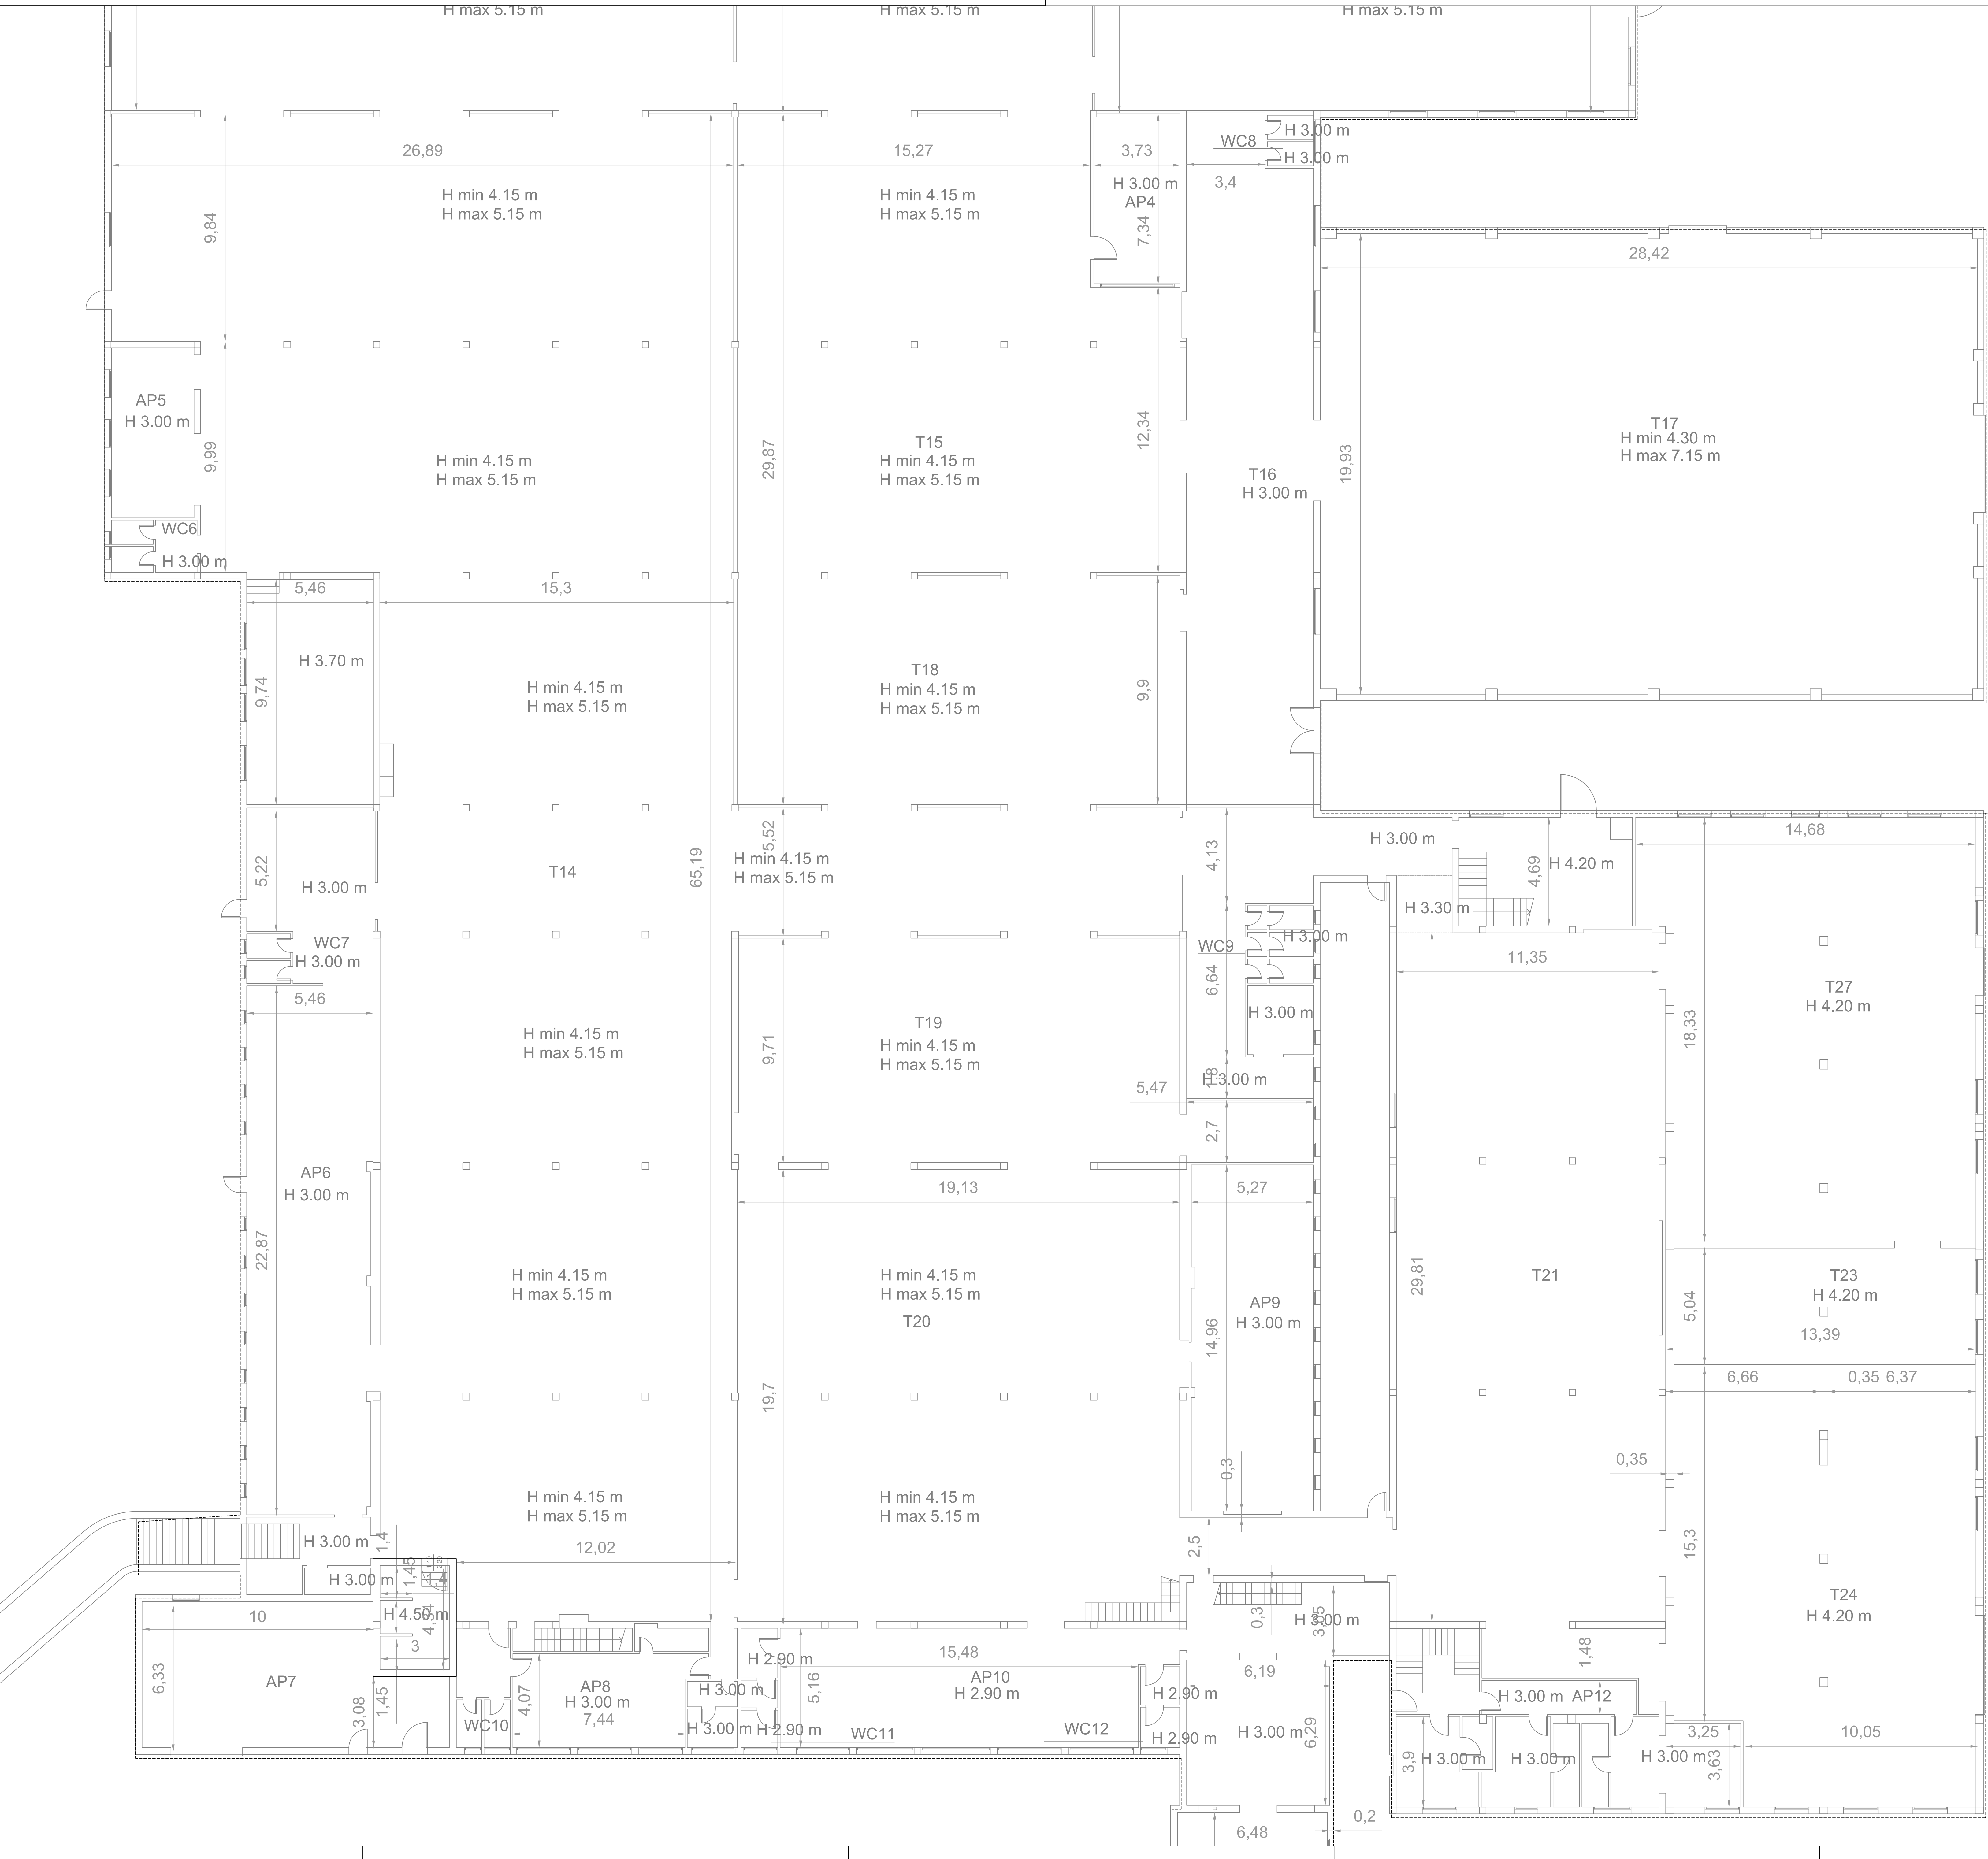 H max 5.15 m
H max 5.15 m
H max 5.15 m
26,89
15,27
3,73
WC8
H 3.00 m
H 3.00 m
3,4
H 3.00 m
AP4
7,34
H min 4.15 m
H max 5.15 m
H min 4.15 m
H max 5.15 m
9,84
28,42
AP5
H 3.00 m
9,99
H min 4.15 m
H max 5.15 m
29,87
T15
H min 4.15 m
H max 5.15 m
12,34
T16
H 3.00 m
19,93
T17
H min 4.30 m
H max 7.15 m
WC6
H 3.00 m
5,46
15,3
H 3.70 m
9,74
H min 4.15 m
H max 5.15 m
T18
H min 4.15 m
H max 5.15 m
9,9
5,22
H 3.00 m
T14
65,19
5,52
H min 4.15 m
H max 5.15 m
4,13
H 3.00 m
4,69
H 4.20 m
14,68
H 3.30 m
WC7
H 3.00 m
WC9
H 3.00 m
6,64
11,35
5,46
H 3.00 m
T27
H 4.20 m
18,33
H min 4.15 m
H max 5.15 m
9,71
T19
H min 4.15 m
H max 5.15 m
5,47
H 3.00 m
2,7
AP6
H 3.00 m
22,87
19,13
5,27
H min 4.15 m
H max 5.15 m
H min 4.15 m
H max 5.15 m
T20
14,96
AP9
H 3.00 m
29,81
T21
5,04
T23
H 4.20 m
13,39
6,66
0,35
6,37
19,7
0,3
0,35
H min 4.15 m
H max 5.15 m
H min 4.15 m
H max 5.15 m
15,3
H 3.00 m
1,4
12,02
2,5
H 3.00 m
1,45
H 4.50 m
4,94
3
10
6,33
AP7
3,08
1,45
WC10
4,07
AP8
H 3.00 m
7,44
H 3.00 m
H 3.00 m
H 2.90 m
H 2.90 m
5,16
15,48
AP10
H 2.90 m
WC11
WC12
H 2.90 m
H 2.90 m
0,3
H 3.00 m
6,19
H 3.00 m
6,29
6,48
0,2
T24
H 4.20 m
1,48
H 3.00 m
AP12
3,9
H 3.00 m
H 3.00 m
H 3.00 m
3,25
3,63
10,05